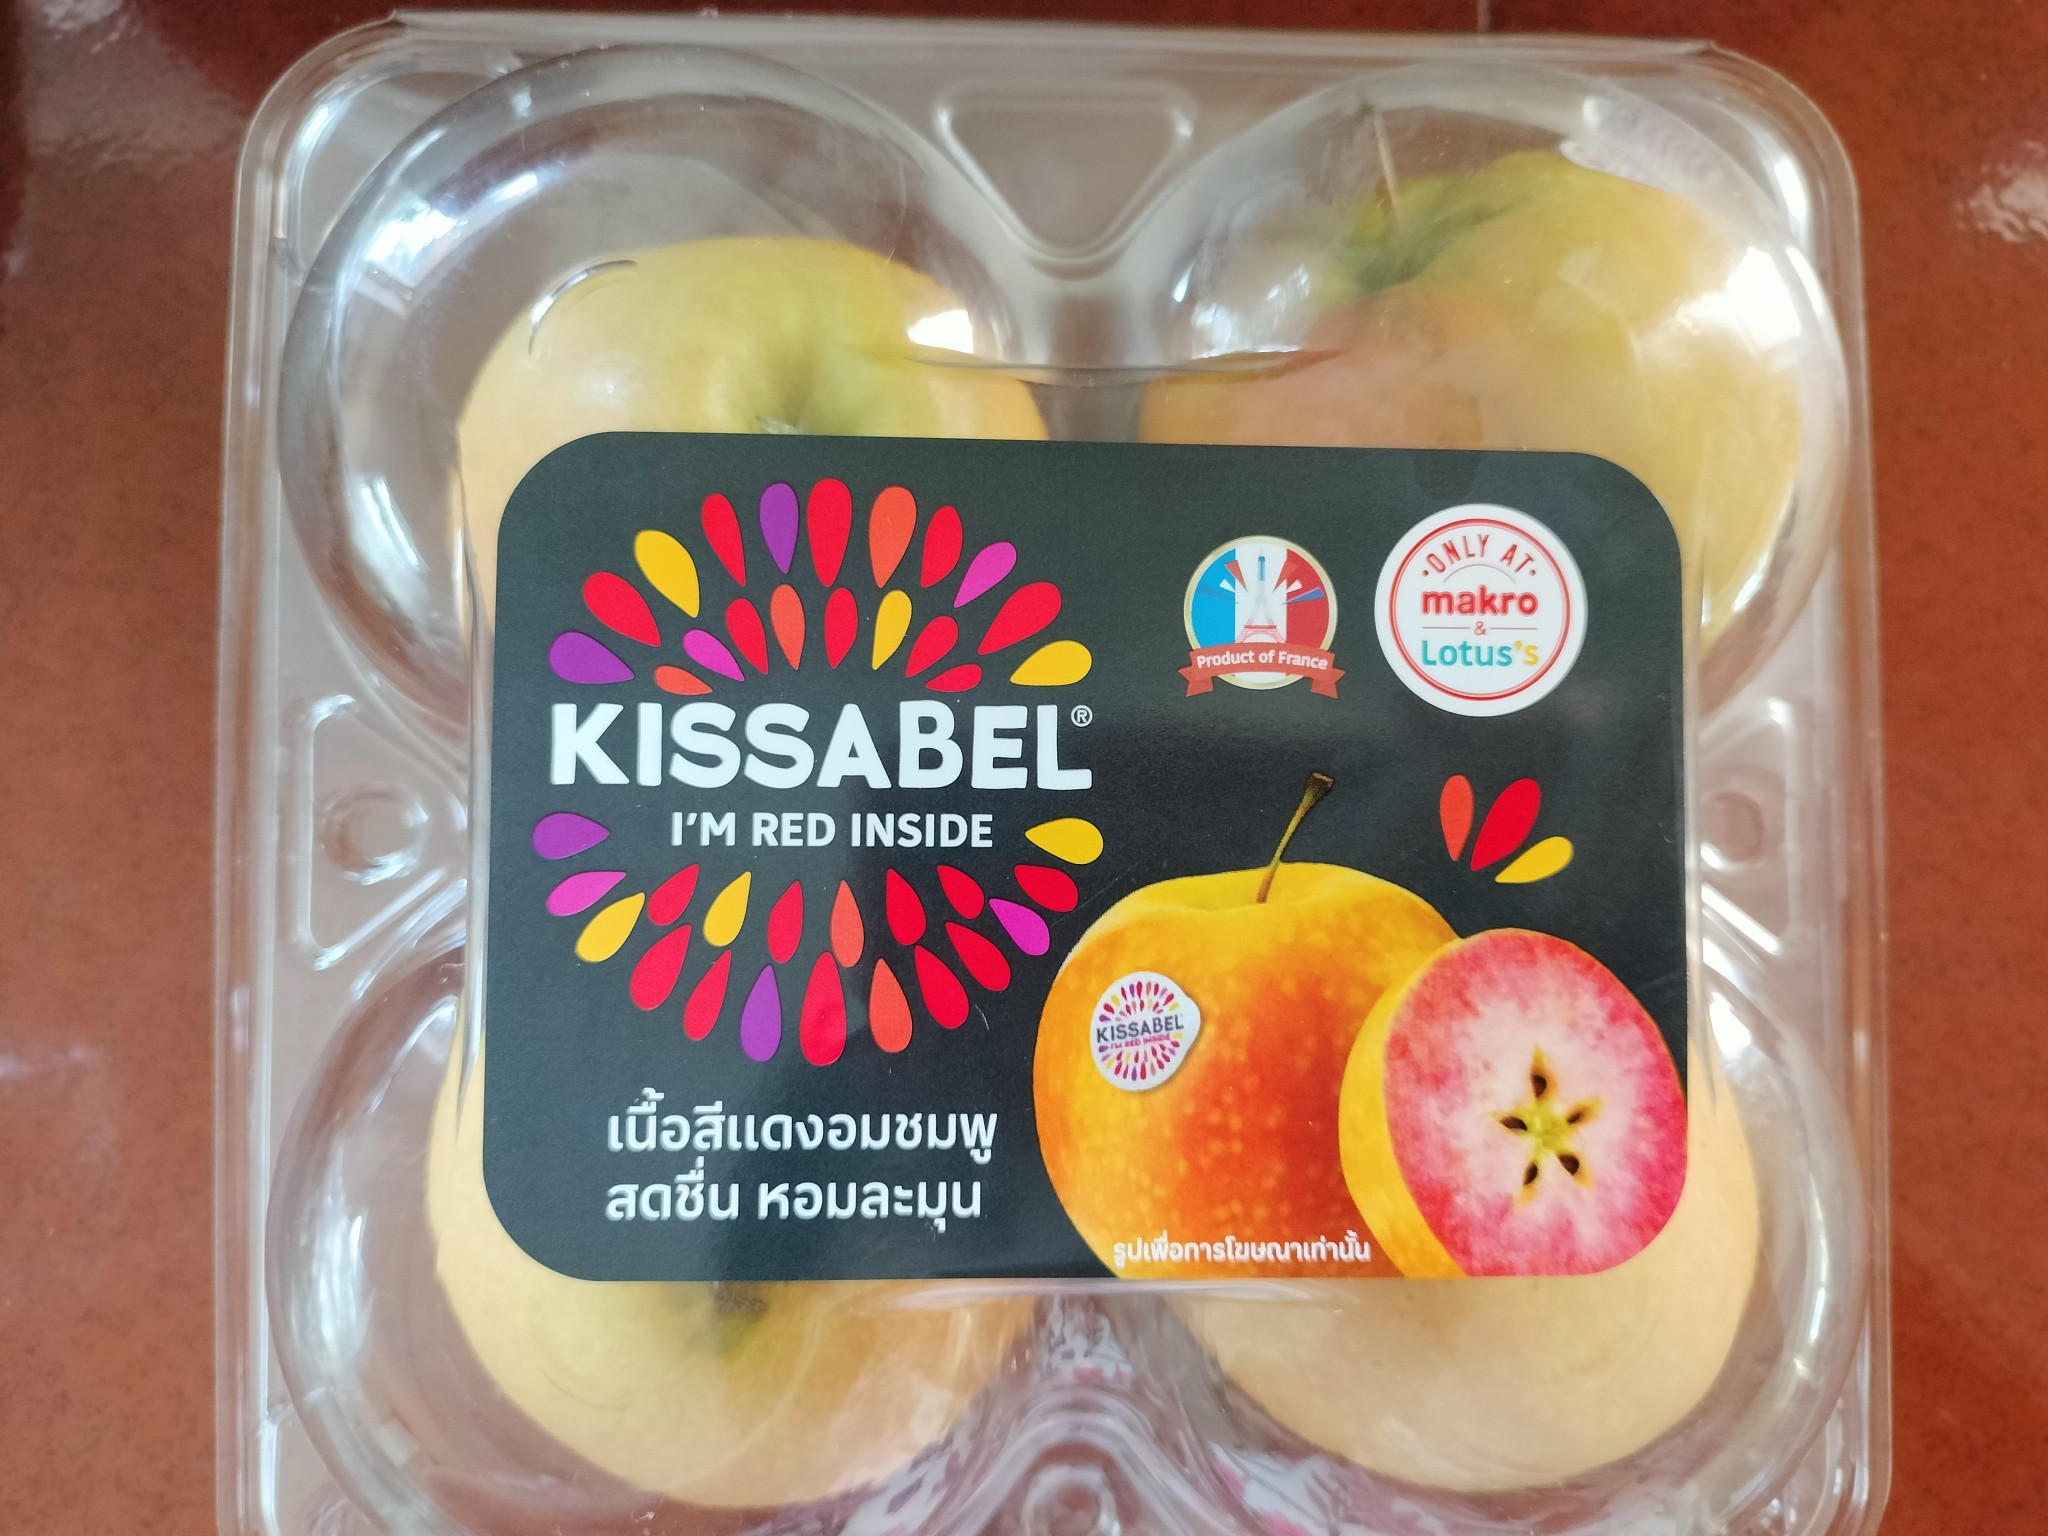 ONLY AT
makro
&
Lotus's
Product of France
KISSABEL®
I'M RED INSIDE
KISSABEL
I'M RED INSIDE
เนื้อสีแดงอมชมพู
สดชื่น หอมละมุน
รูปเพื่อการโฆษณาเท่านั้น